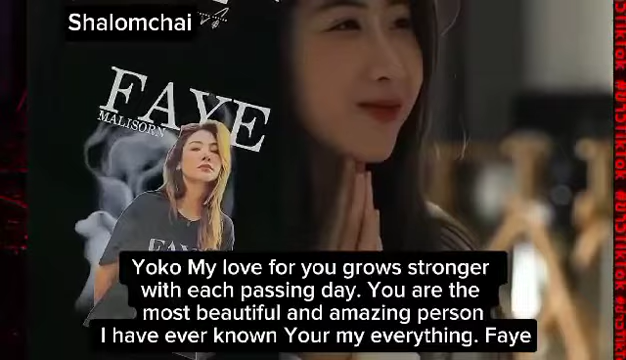 Shalomchai
FAYE
MALISORN
FAYE
Yoko My love for you grows stronger
with each passing day. You are the
most beautiful and amazing person
I have ever known Your my everything. Faye